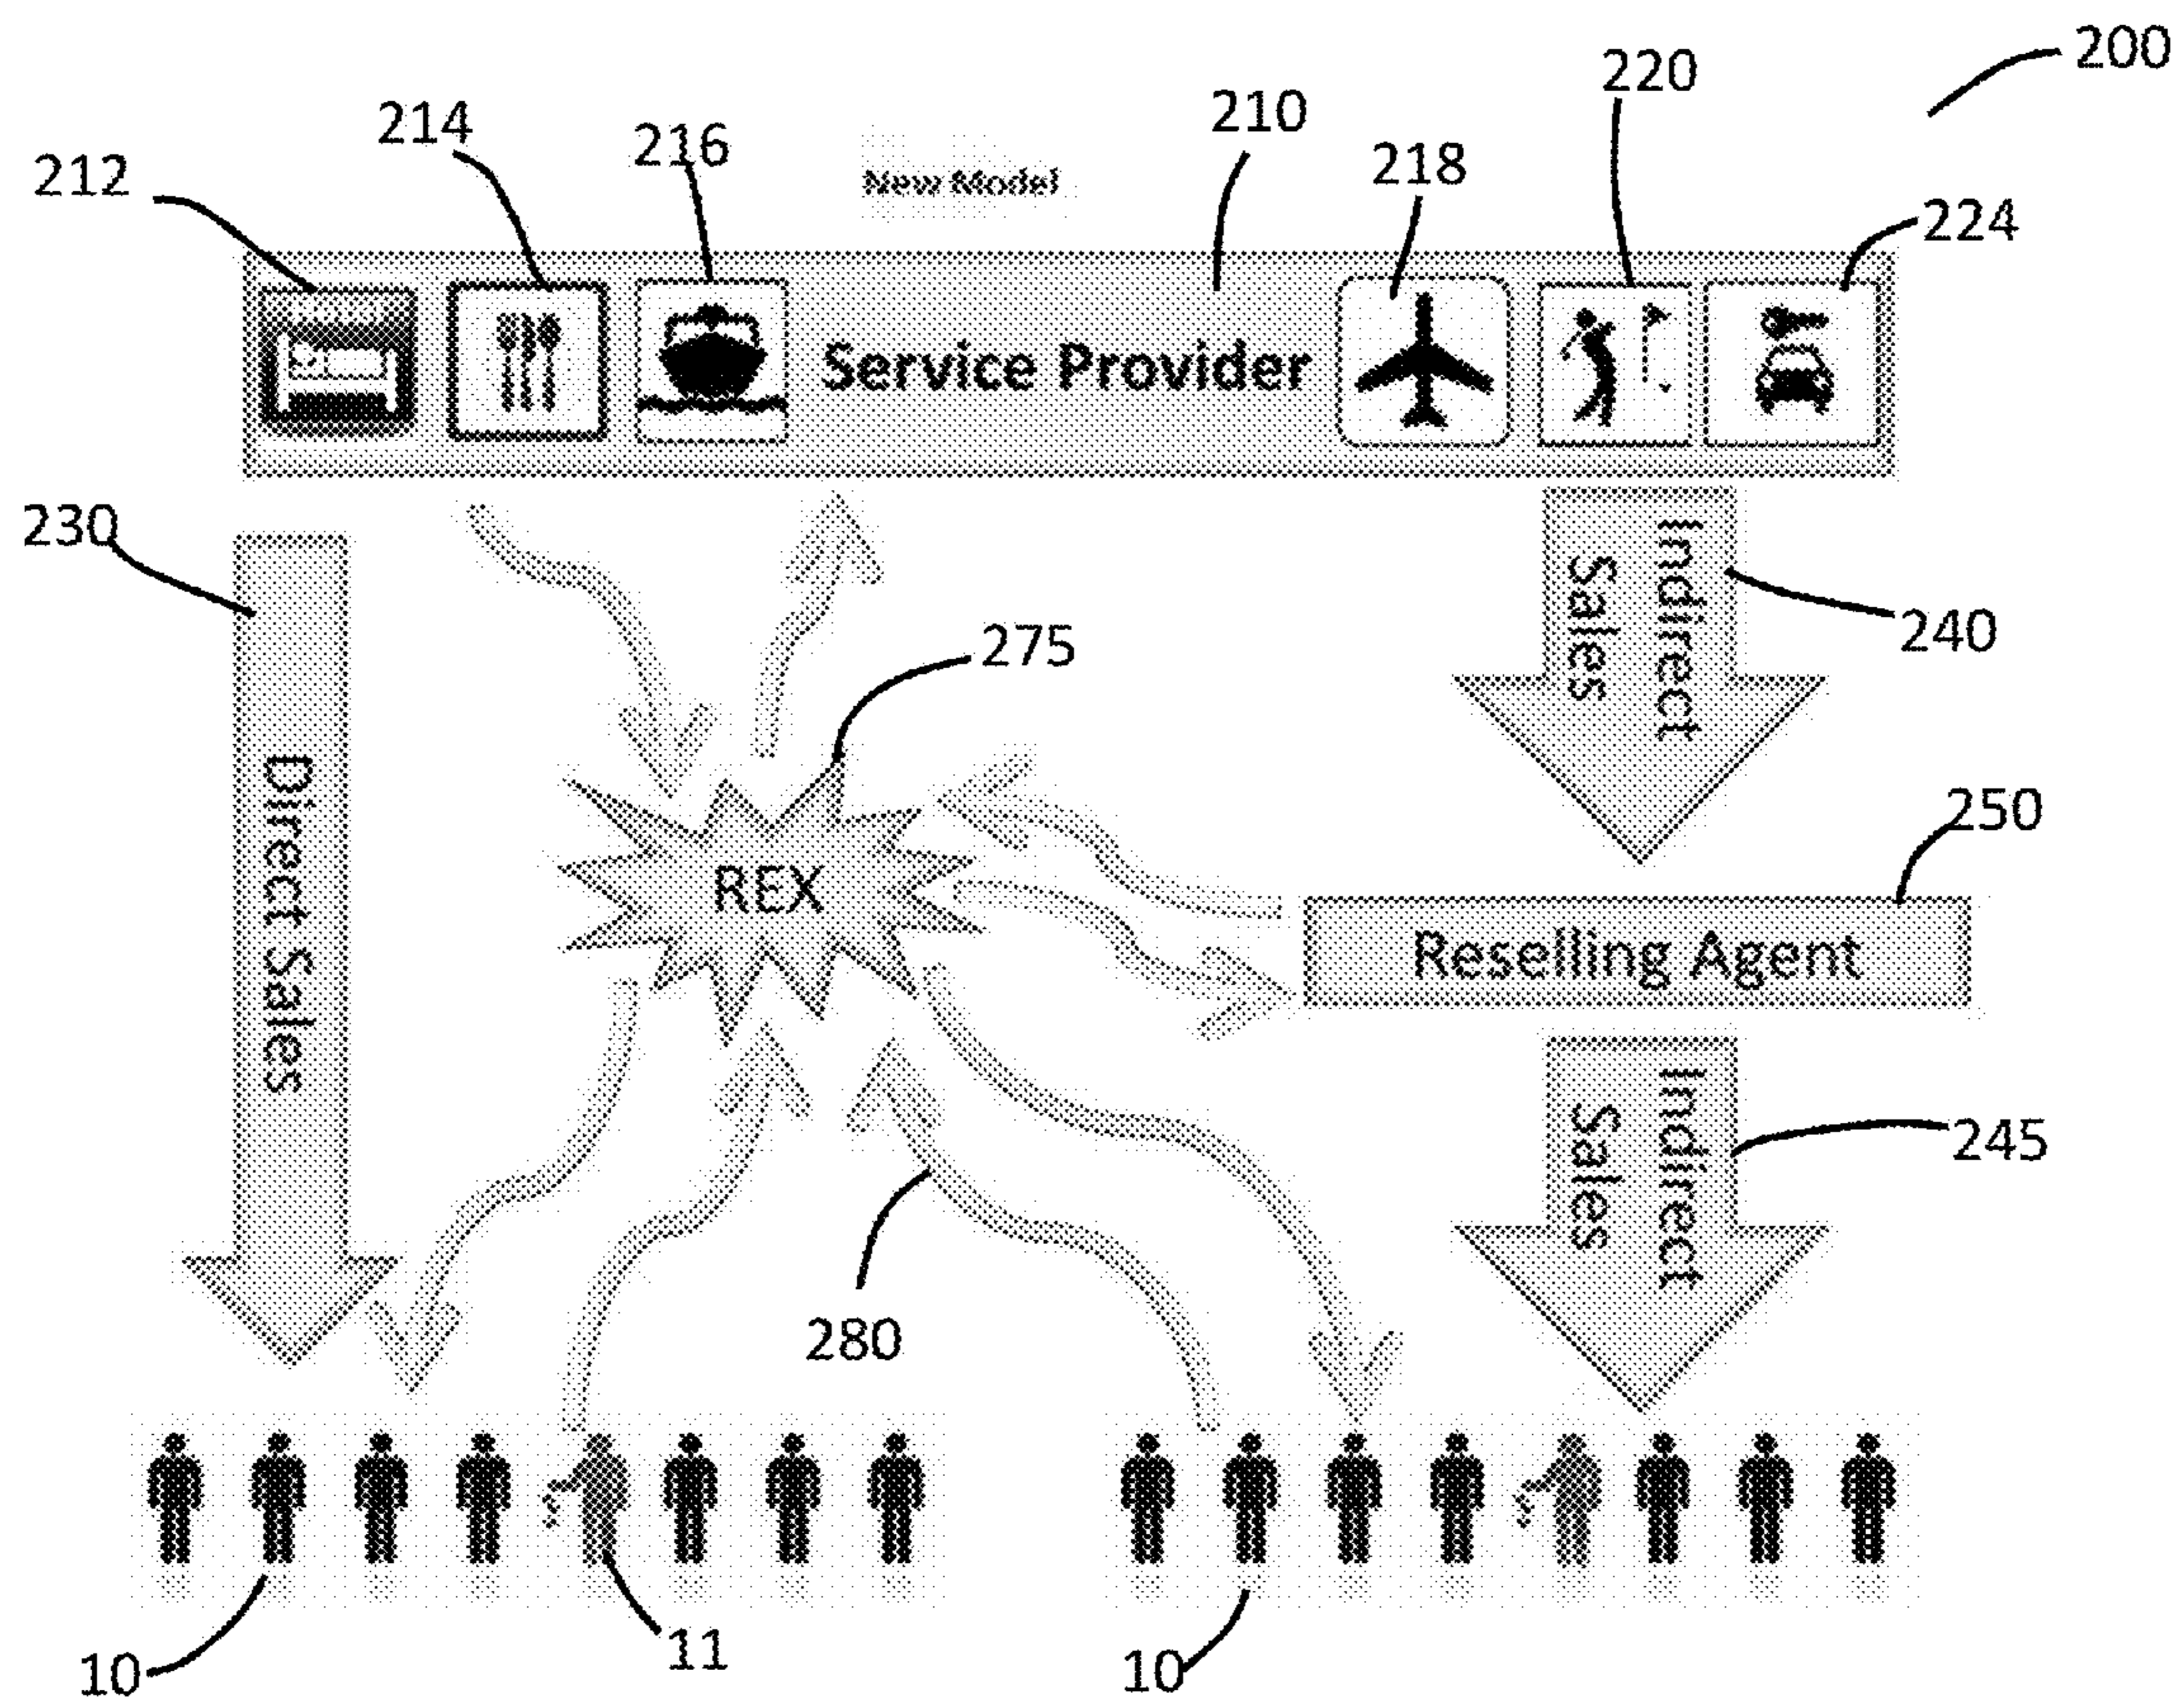 200
220
210
214
216
218
212
New Model
224
Service Provider
230
Indirect
Sales
240
275
Direct Sales
250
REX
Reselling Agent
Indirect
Sales
245
280
10
11
10